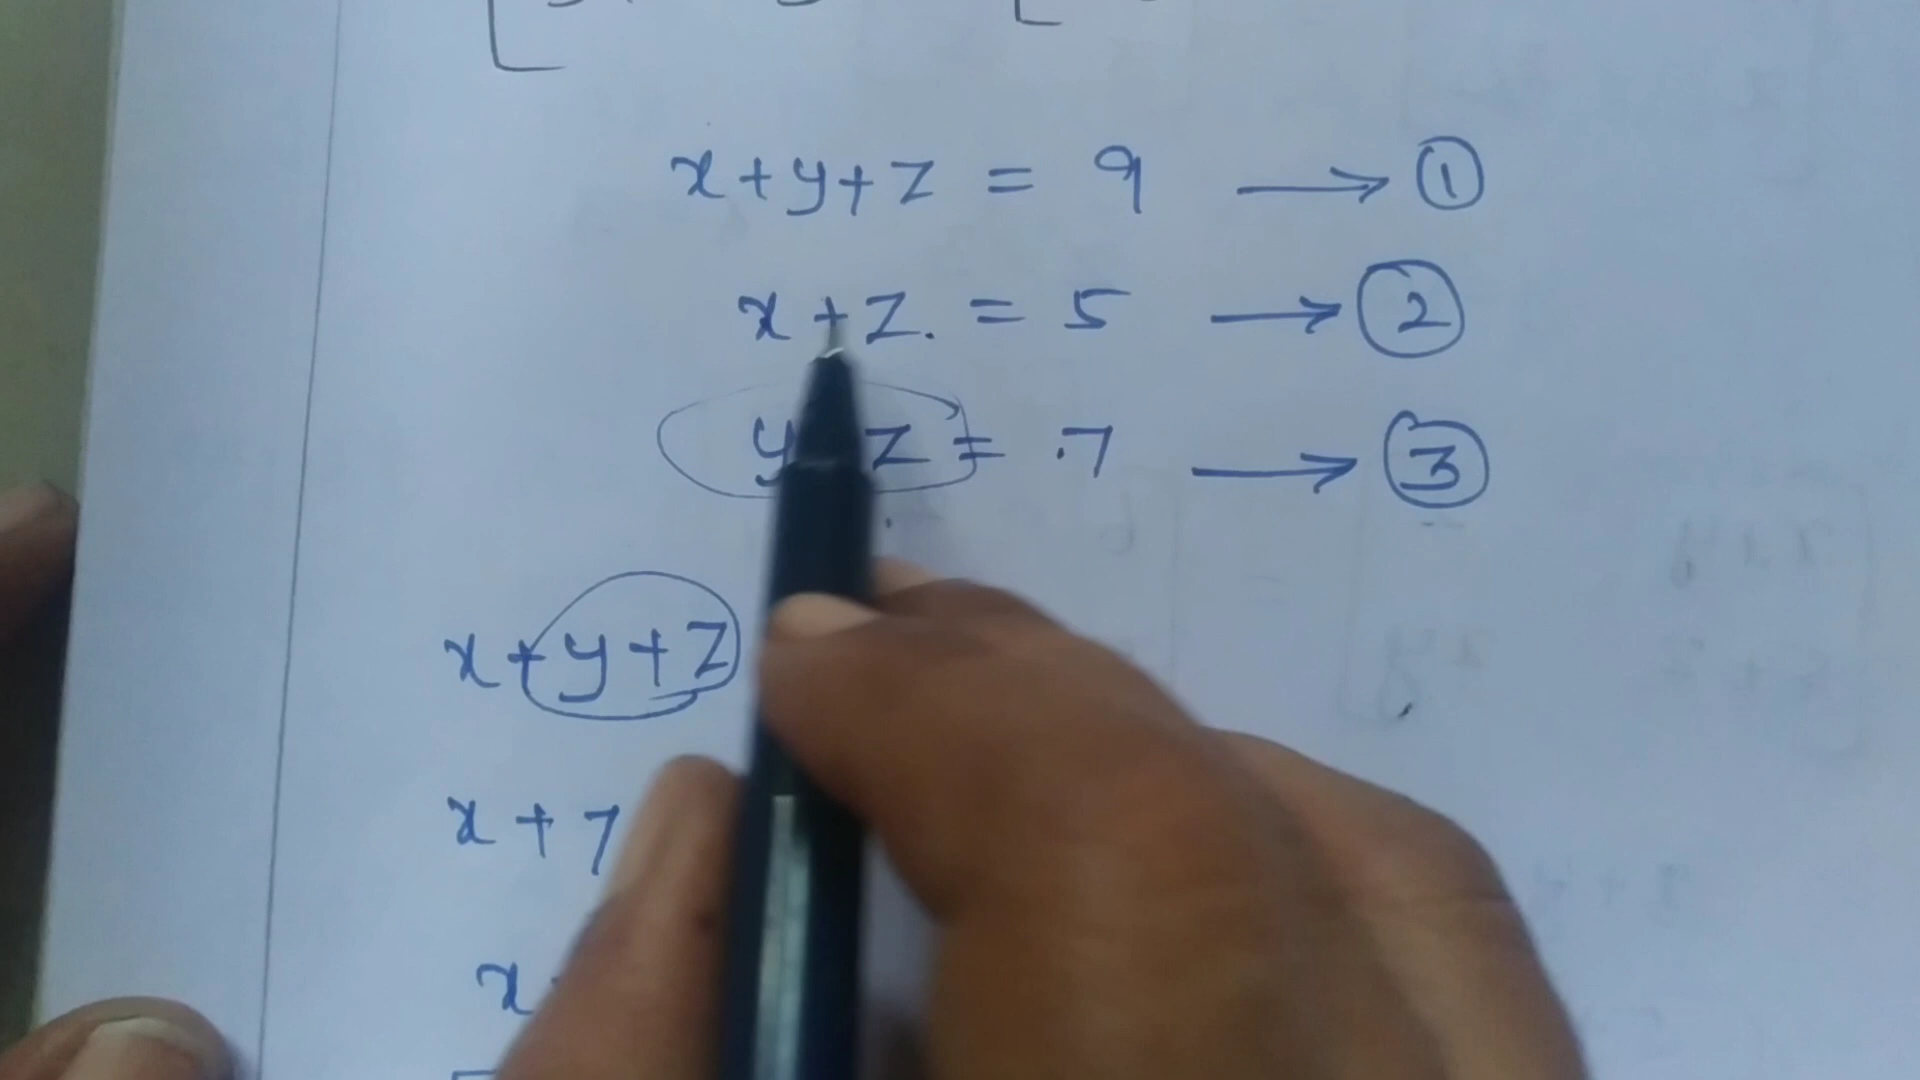 x+y+z = 9 → ①
x+z. = 5 → ②
y z = .7 → ③
x+y+z
x+7
x